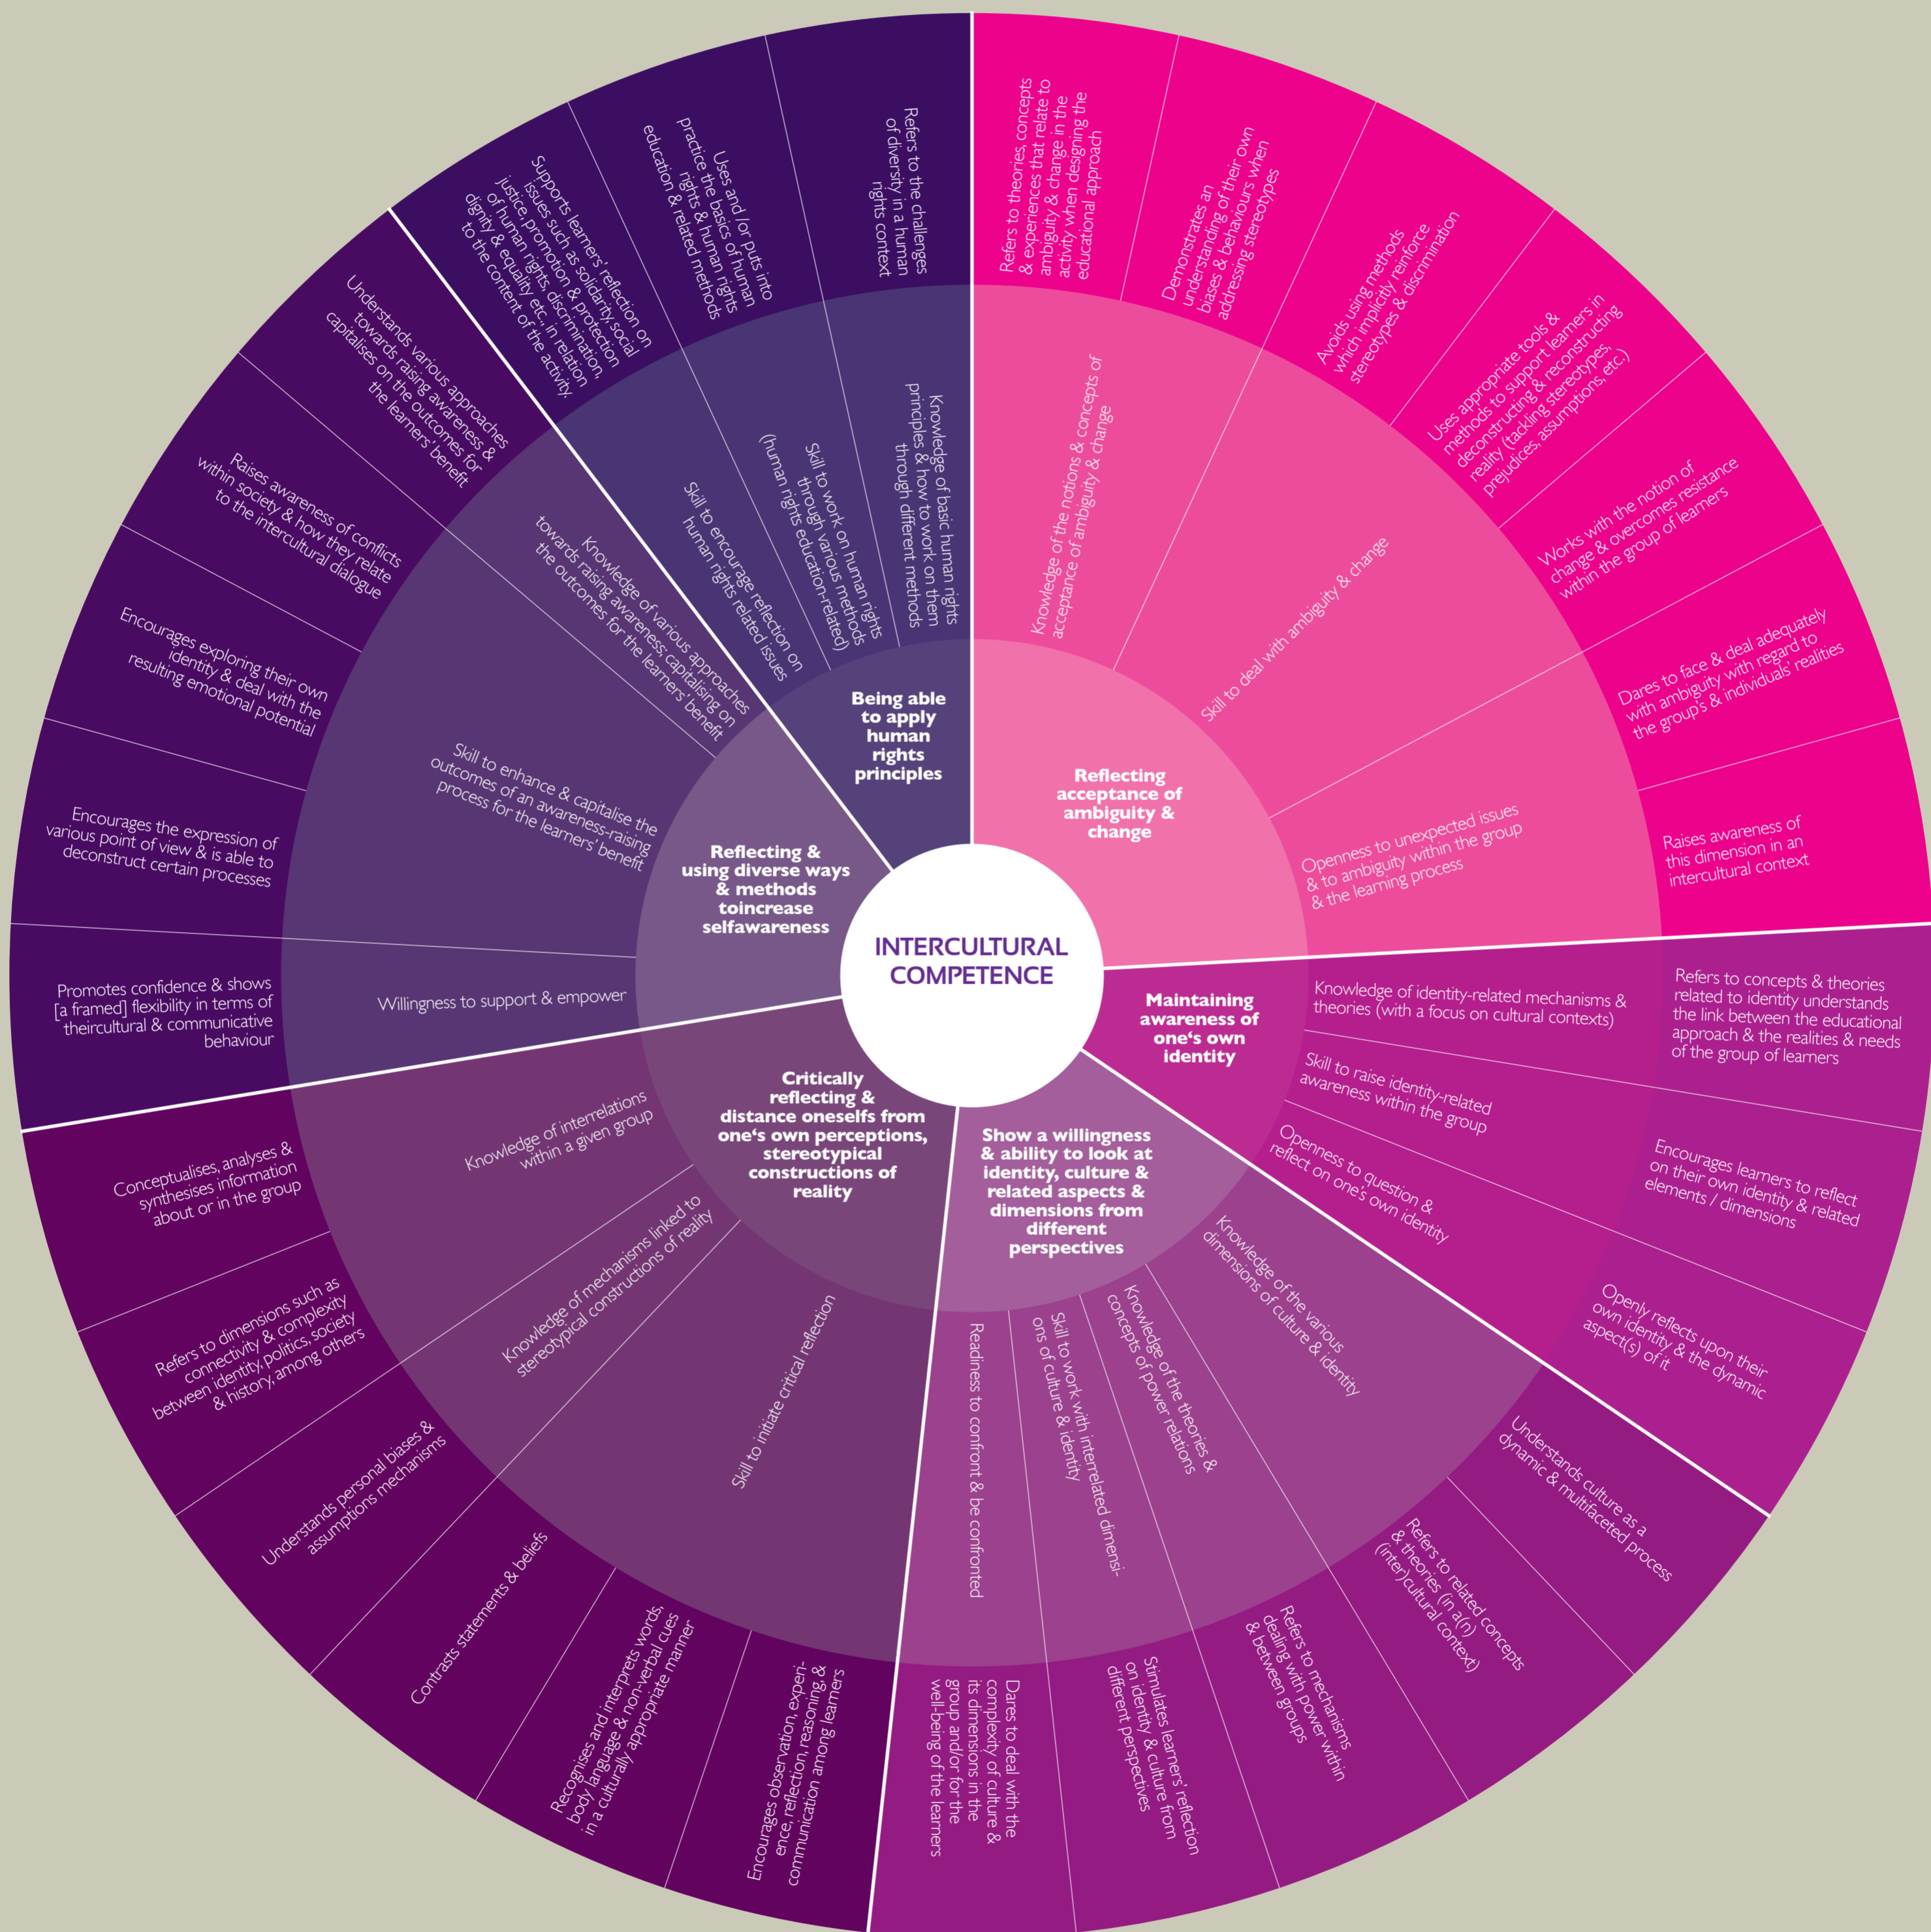 INTERCULTURAL
COMPETENCE
Reflecting
acceptance of
ambiguity &
change
Knowledge of the notions & concepts of
acceptance of ambiguity & change
Refers to theories, concepts
& experiences that relate to
ambiguity & change in the
activity when designing the
educational approach
Demonstrates an
understanding of their own
biases & behaviours when
addressing stereotypes
Skill to deal with ambiguity & change
Avoids using methods
which implicitly reinforce
stereotypes & discrimination
Uses appropriate tools &
methods to support learners in
deconstructing & reconstructing
reality (tackling stereotypes,
prejudices, assumptions, etc.)
Works with the notion of
change & overcomes resistance
within the group of learners
Openness to unexpected issues
& to ambiguity within the group
& the learning process
Dares to face & deal adequately
with ambiguity with regard to
the group's & individuals' realities
Raises awareness of
this dimension in an
intercultural context
Maintaining
awareness of
one‘s own
identity
Knowledge of identity-related mechanisms &
theories (with a focus on cultural contexts)
Refers to concepts & theories
related to identity understands
the link between the educational
approach & the realities & needs
of the group of learners
Skill to raise identity-related
awareness within the group
Encourages learners to reflect
on their own identity & related
elements / dimensions
Openness to question &
reflect on one's own identity
Openly reflects upon their
own identity & the dynamic
aspect(s) of it
Show a willingness
& ability to look at
identity, culture &
related aspects &
dimensions from
different
perspectives
Knowledge of the various
dimensions of culture & identity
Understands culture as a
dynamic & multifaceted process
Refers to related concepts
& theories (in a(n)
(inter)cultural context)
Knowledge of the theories &
concepts of power relations
Refers to mechanisms
dealing with power within
& between groups
Skill to work with interrelated dimensi-
ons of culture & identity
Stimulates learners' reflection
on identity & culture from
different perspectives
Readiness to confront & be confronted
Dares to deal with the
complexity of culture &
its dimensions in the
group and/or for the
well-being of the learners
Critically
reflecting &
distance oneselfs from
one‘s own perceptions,
stereotypical
constructions of
reality
Skill to initiate critical reflection
Encourages observation, experi-
ence, reflection, reasoning, &
communication among learners
Recognises and interprets words,
body language & non-verbal cues
in a culturally appropriate manner
Contrasts statements & beliefs
Knowledge of mechanisms linked to
stereotypical constructions of reality
Understands personal biases &
assumptions mechanisms
Knowledge of interrelations
within a given group
Refers to dimensions such as
connectivity & complexity
between identity, politics, society
& history, among others
Conceptualises, analyses &
synthesises information
about or in the group
Reflecting &
using diverse ways
& methods
toincrease
selfawareness
Willingness to support & empower
Promotes confidence & shows
[a framed] flexibility in terms of
theircultural & communicative
behaviour
Skill to enhance & capitalise the
outcomes of an awareness-raising
process for the learners' benefit
Encourages the expression of
various point of view & is able to
deconstruct certain processes
Encourages exploring their own
identity & deal with the
resulting emotional potential
Raises awareness of conflicts
within society & how they relate
to the intercultural dialogue
Knowledge of various approaches
towards raising awareness; capitalising on
the outcomes for the learners' benefit
Understands various approaches
towards raising awareness &
capitalises on the outcomes for
the learners' benefit
Being able
to apply
human
rights
principles
Skill to encourage reflection on
human rights related issues
Supports learners' reflection on
issues such as solidarity, social
justice, promotion & protection
of human rights, discrimination,
dignity & equality etc., in relation
to the content of the activity.
Skill to work on human rights
through various methods
(human rights education-related)
Uses and /or puts into
practice the basics of human
rights & human rights
education & related methods
Knowledge of basic human rights
principles & how to work on them
through different methods
Refers to the challenges
of diversity in a human
rights context